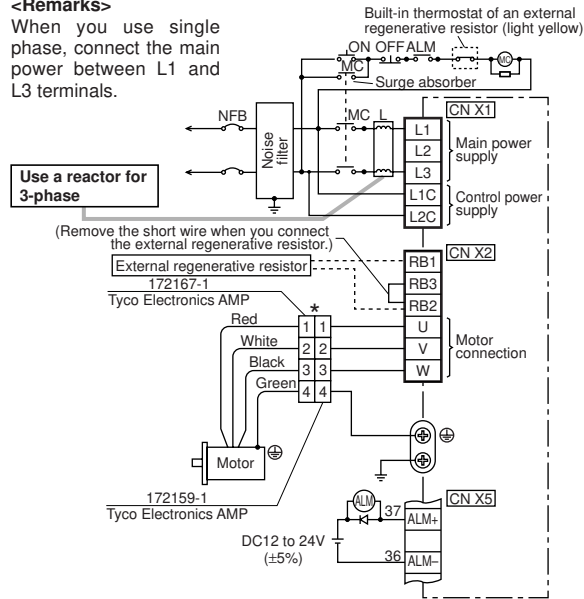 <Remarks>
When you use single
phase, connect the main
power between L1 and
L3 terminals.
Built-in thermostat of an external
regenerative resistor (light yellow)
ON OFF ALM
MC
MC
Surge absorber
NFB
Noise
filter
MC L
CN X1
L1
L2
L3
Main power
supply
L1C
L2C
Control power
supply
Use a reactor for
3-phase
(Remove the short wire when you connect
the external regenerative resistor.)
CN X2
External regenerative resistor
RB1
RB3
RB2
172167-1
Tyco Electronics AMP
*
Red
1 1
U
White
2 2
V
Black
3 3
W
Motor
connection
Green
4 4
Motor
172159-1
Tyco Electronics AMP
CN X5
ALM
37
ALM+
DC12 to 24V
(±5%)
36
ALM–